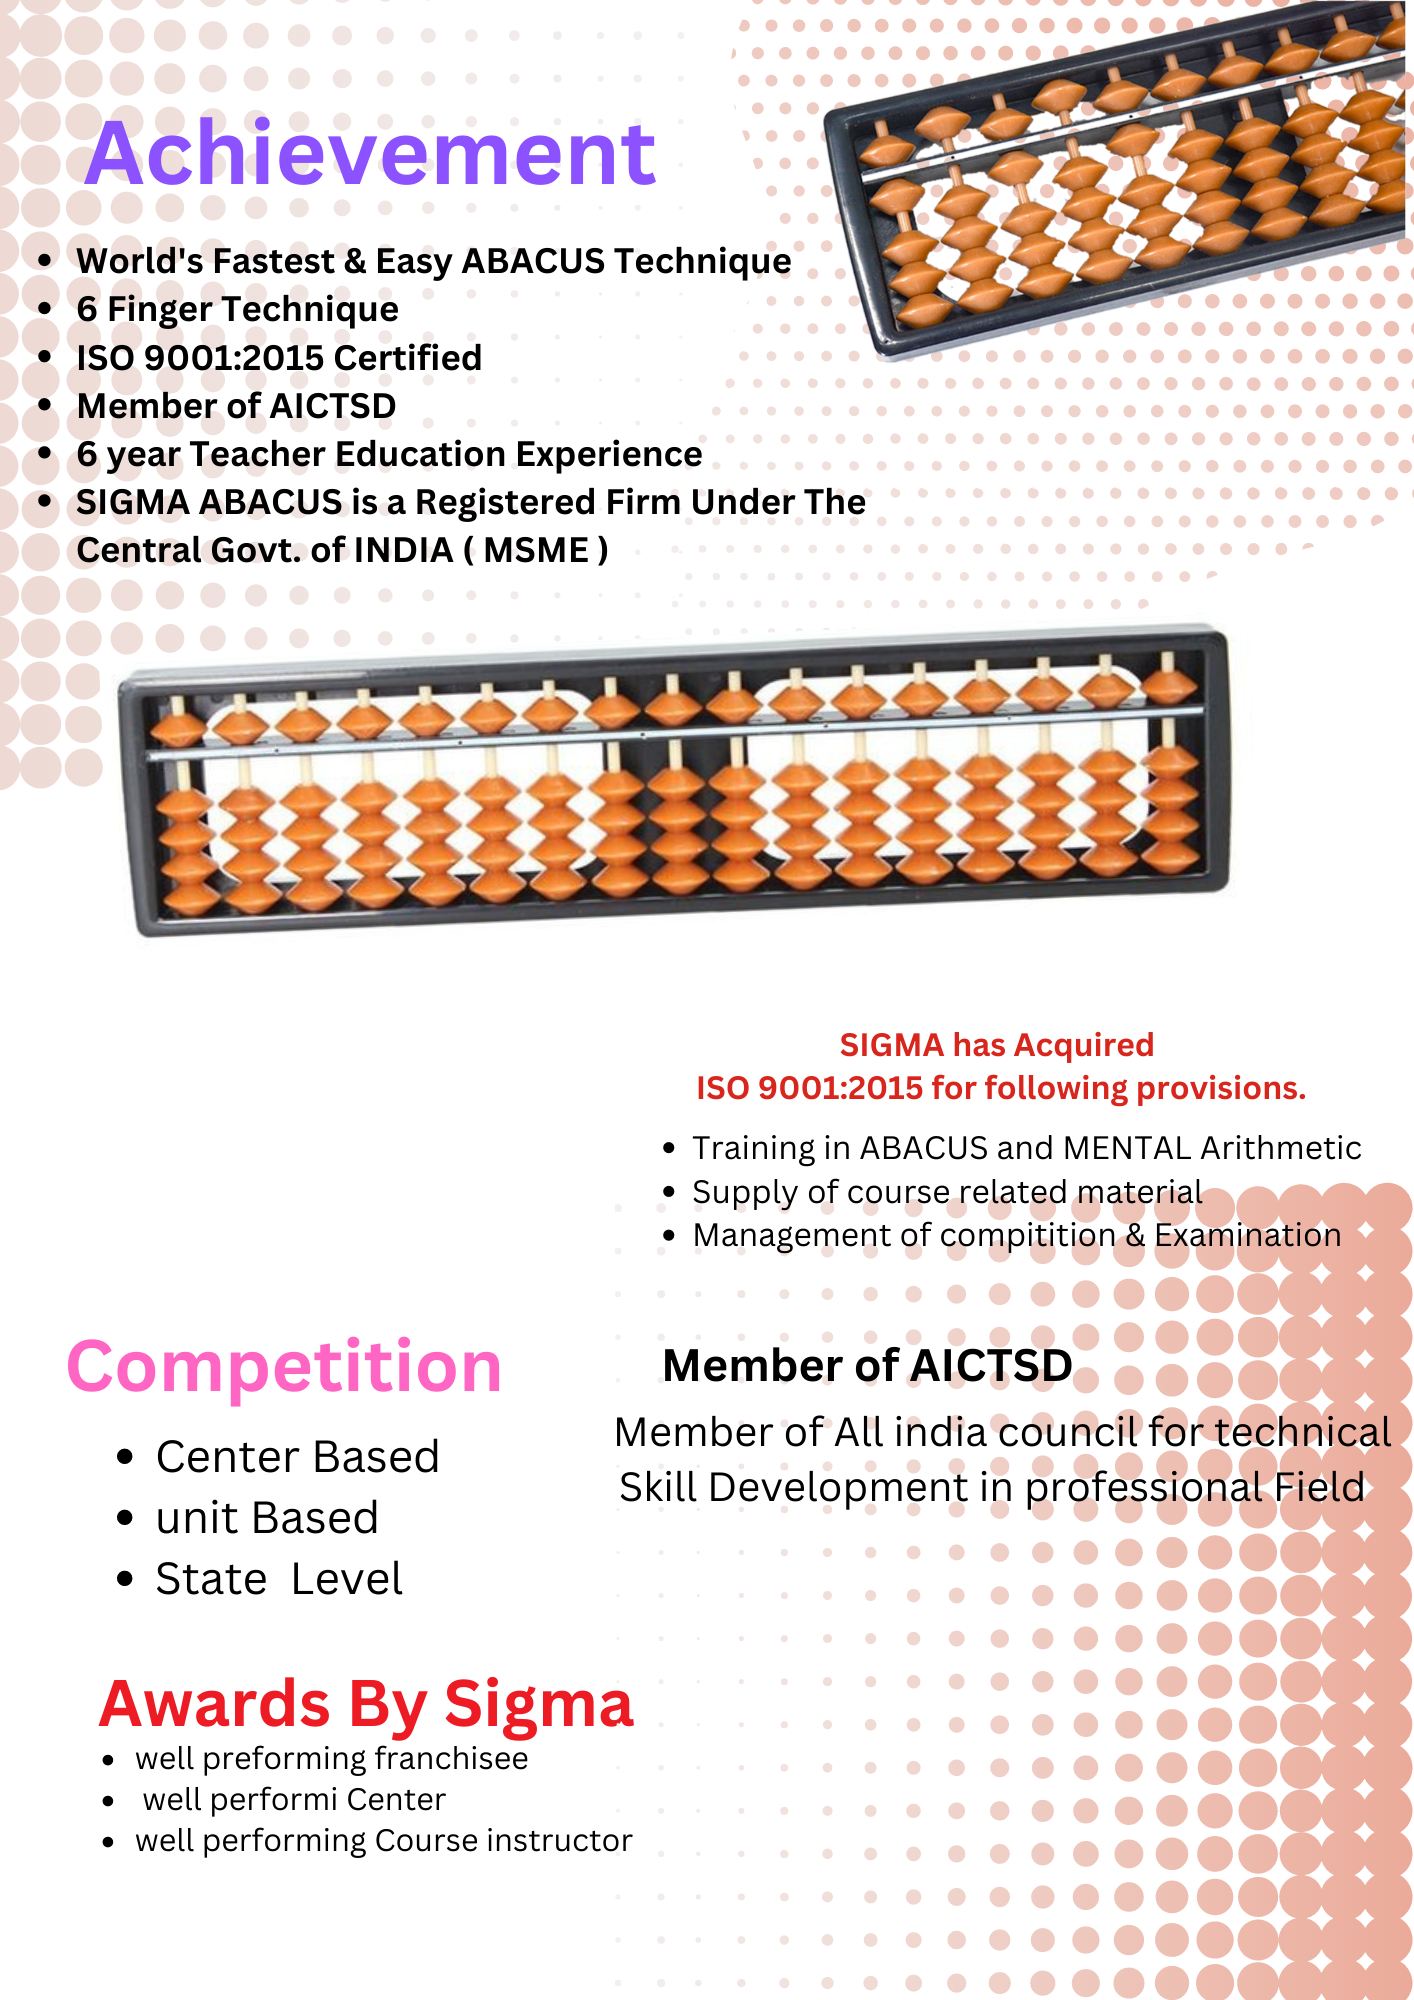 Achievement
World's Fastest & Easy ABACUS Technique
6 Finger Technique
ISO 9001:2015 Certified
Member of AICTSD
6 year Teacher Education Experience
SIGMA ABACUS is a Registered Firm Under The
Central Govt. of INDIA ( MSME )
SIGMA has Acquired
ISO 9001:2015 for following provisions.
Training in ABACUS and MENTAL Arithmetic
Supply of course related material
Management of compitition & Examination
Competition
Center Based
unit Based
State  Level
Member of AICTSD
Member of All india council for technical
Skill Development in professional Field
Awards By Sigma
well preforming franchisee
well performi Center
well performing Course instructor